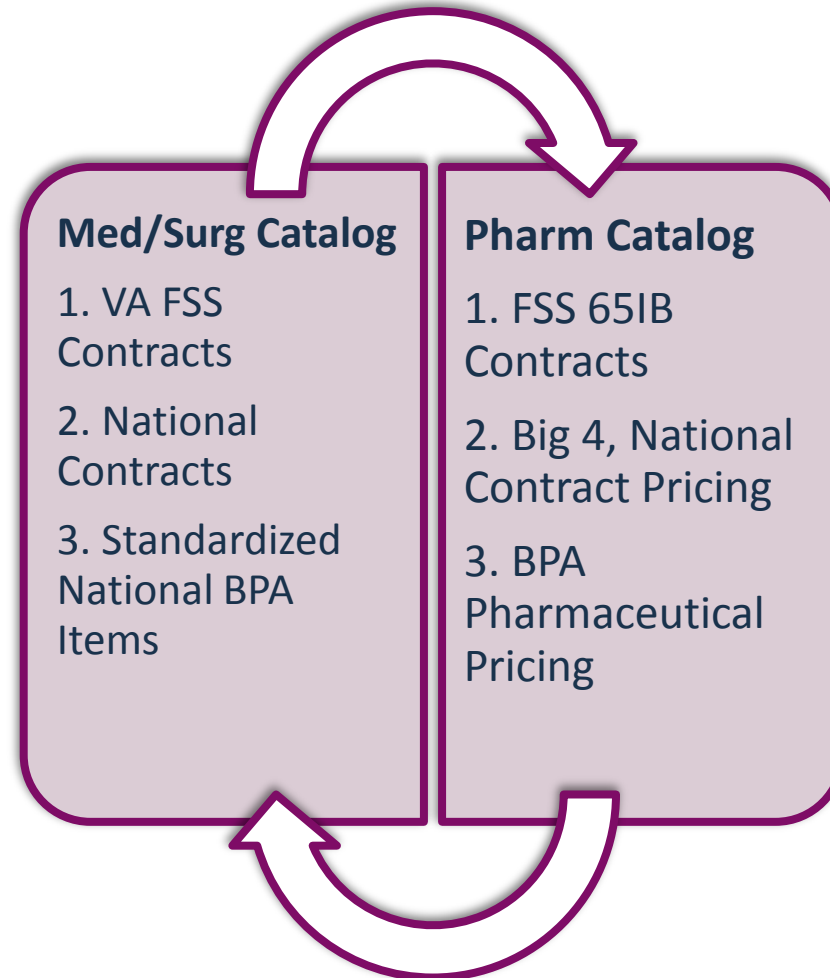 Med/Surg Catalog
1. VA FSS
Contracts
2. National
Contracts
3. Standardized
National BPA
Items
Pharm Catalog
1. FSS 65IB
Contracts
2. Big 4, National
Contract Pricing
3. BPA
Pharmaceutical
Pricing